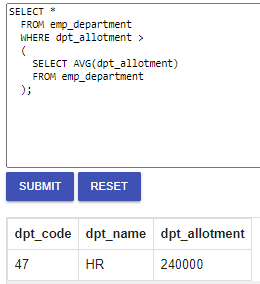 SELECT *
FROM emp_department
WHERE dpt_allotment >
(
SELECT AVG(dpt_allotment)
FROM emp_department
);
SUBMIT RESET
dpt_code dpt_name dpt_allotment
47 HR 240000